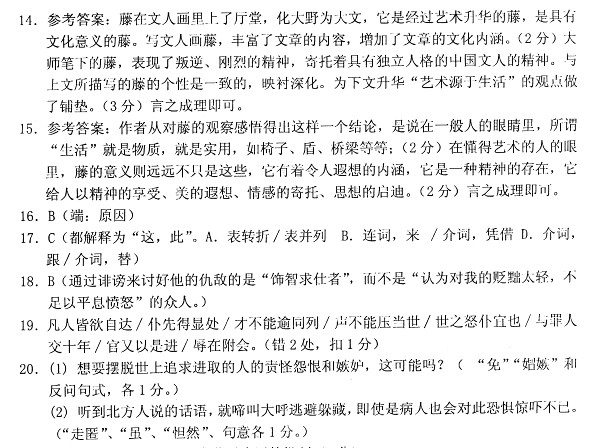 14. 参考答案：藤在文人画里上了厅堂，化大野为大文，它是经过艺术升华的藤，是具有
文化意义的藤。写文人画藤，丰富了文章的内容，增加了文章的文化内涵。（2 分）大
师笔下的藤，表现了叛逆、刚烈的精神，寄托着具有独立人格的中国文人的精神。与
上文所描写的藤的个性是一致的，映衬深化。为下文升华“艺术源于生活”的观点做
了铺垫。（3 分）言之成理即可。
15. 参考答案：作者从对藤的观察感悟得出这样一个结论，是说在一般人的眼睛里，所谓
“生活”就是物质，就是实用，如椅子、盾、桥梁等等；（2 分）在懂得艺术的人的眼
里，藤的意义则远远不只是这些，它有着令人遐想的内涵，它是一种精神的存在，它
给人以精神的享受、美的遐想、情感的寄托、思想的启迪。（2 分）言之成理即可。
16. B（端：原因）
17. C（都解释为“这，此”。A. 表转折 / 表并列 B. 连词，来 / 介词，凭借 D. 介词，
跟 / 介词，替）
18. B（通过诽谤来讨好他的仇敌的是“饰智求仕者”，而不是“认为对我的贬黜太轻，不
足以平息愤怒”的众人。）
19. 凡人皆欲自达 / 仆先得显处 / 才不能逾同列 / 声不能压当世 / 世之怒仆宜也 / 与罪人
交十年 / 官又以是进 / 辱在附会。（错 2 处，扣 1 分）
20. (1) 想要摆脱世上追求进取的人的责怪怨恨和嫉妒，这可能吗？（ “免”“媢嫉”和
反问句式，各 1 分。）
(2) 听到北方人说的话语，就啼叫大呼逃避躲藏，即使是病人也会对此恐惧惊吓不已。
（“走匿”、“虽”、“怛然”、句意各 1 分。）